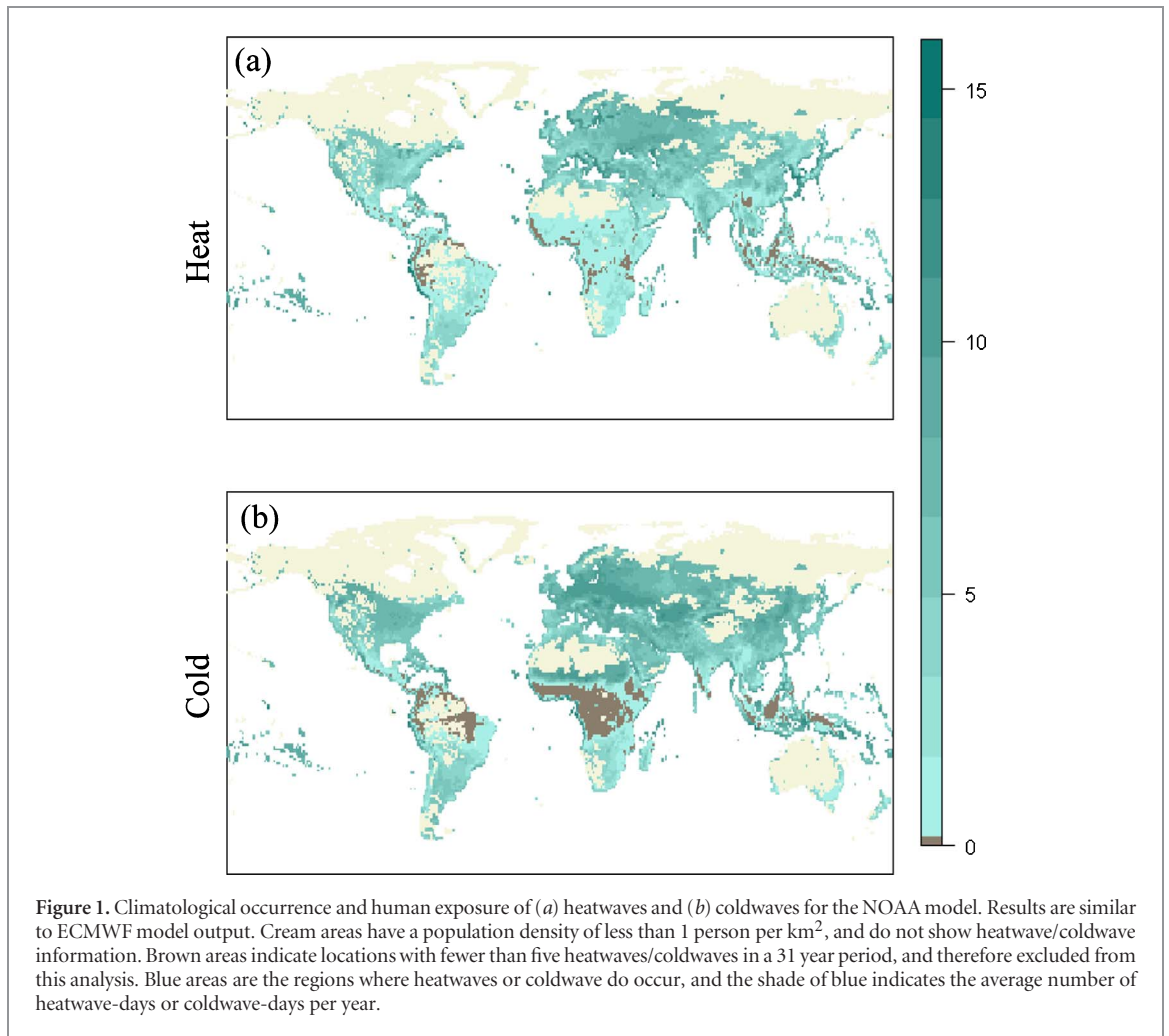 (a)
Heat
15
10
5
0
(b)
Cold
Figure 1. Climatological occurrence and human exposure of (a) heatwaves and (b) coldwaves for the NOAA model. Results are similar
to ECMWF model output. Cream areas have a population density of less than 1 person per km², and do not show heatwave/coldwave
information. Brown areas indicate locations with fewer than five heatwaves/coldwaves in a 31 year period, and therefore excluded from
this analysis. Blue areas are the regions where heatwaves or coldwave do occur, and the shade of blue indicates the average number of
heatwave-days or coldwave-days per year.